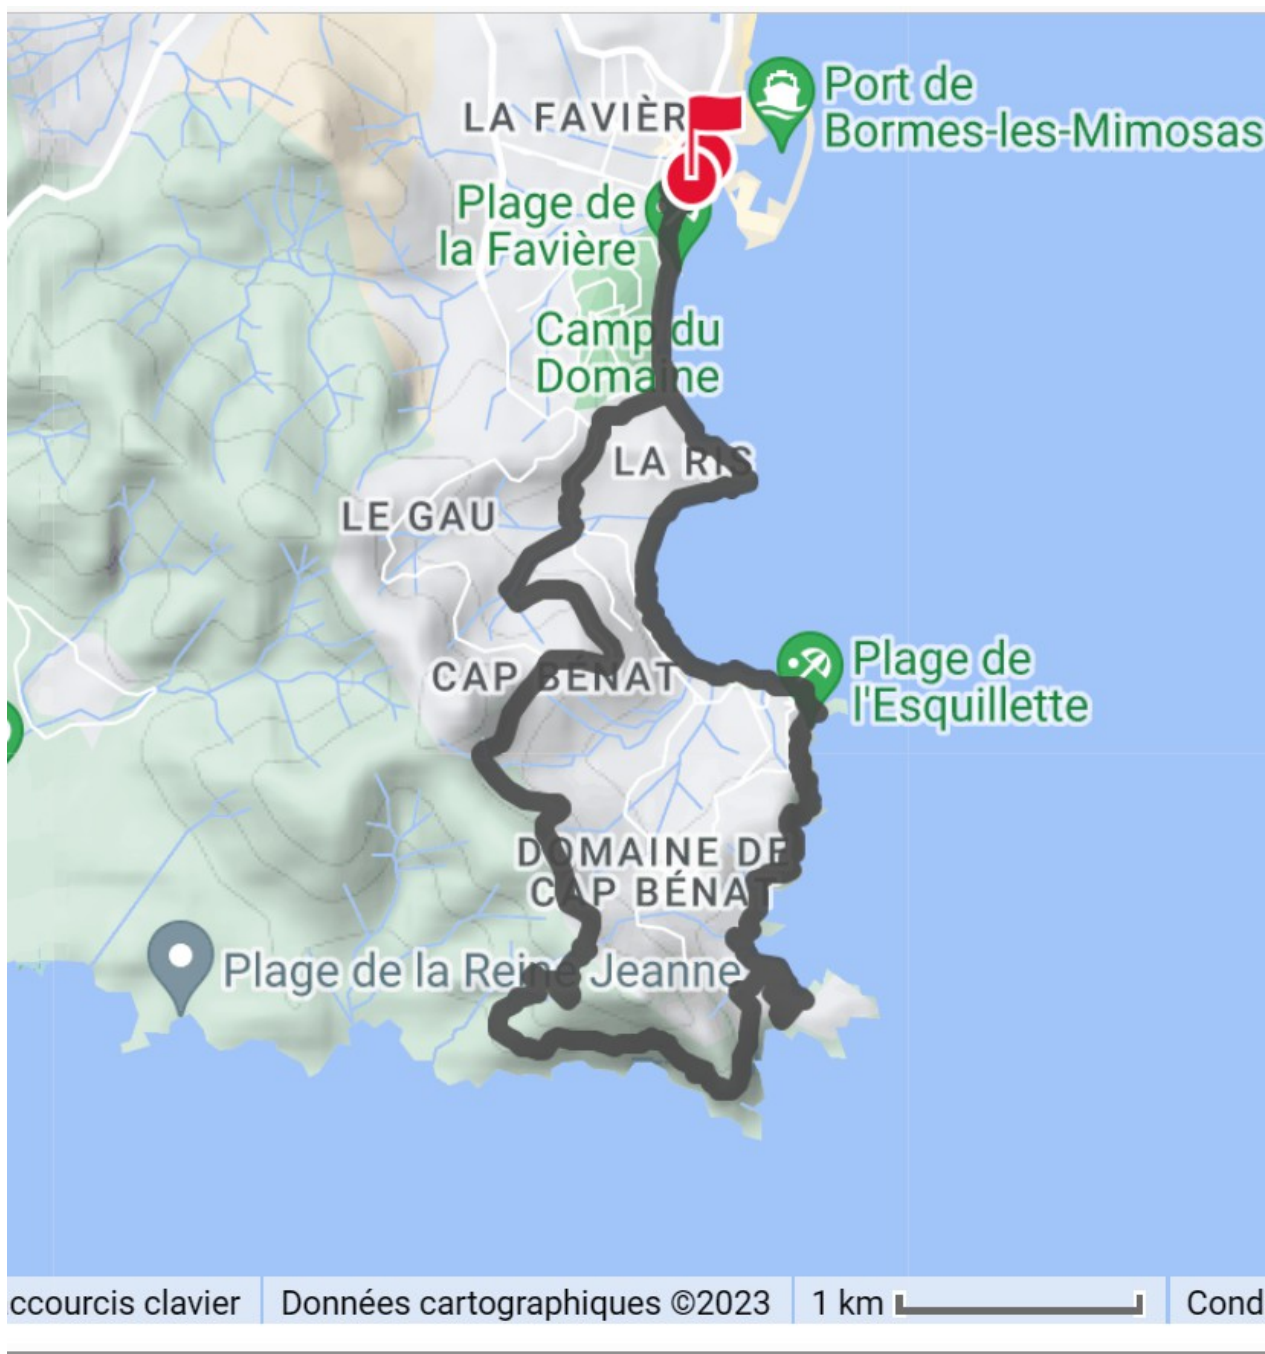 Port de
Bormes-les-Mimosas
LA FAVIÈR
Plage de
la Favière
Camp du
Domaine
LA RIS
LE GAU
Plage de
l'Esquillette
CAP BÉNAT
DOMAINE DE
CAP BÉNAT
Plage de la Reine Jeanne
ccourcis clavier
Données cartographiques ©2023
1 km
Cond